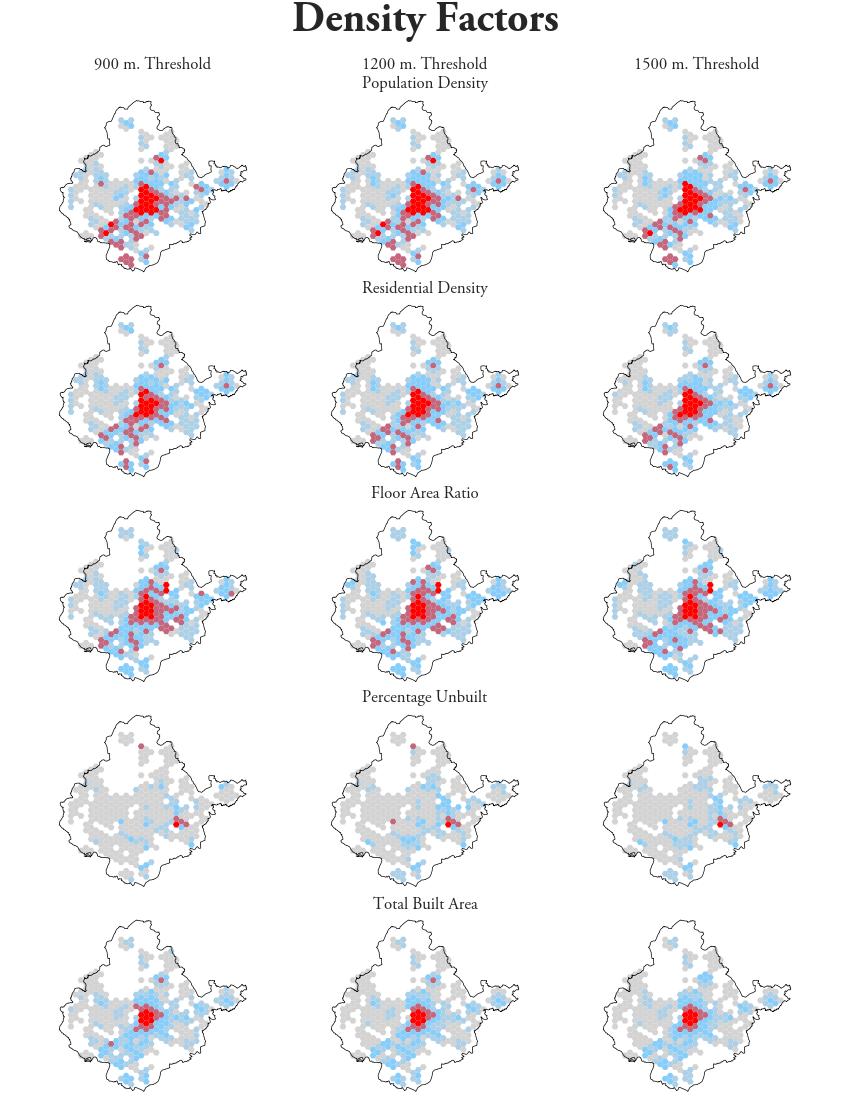 Density Factors
900 m. Threshold
1200 m. Threshold
1500 m. Threshold
Population Density
Residential Density
Floor Area Ratio
Percentage Unbuilt
Total Built Area